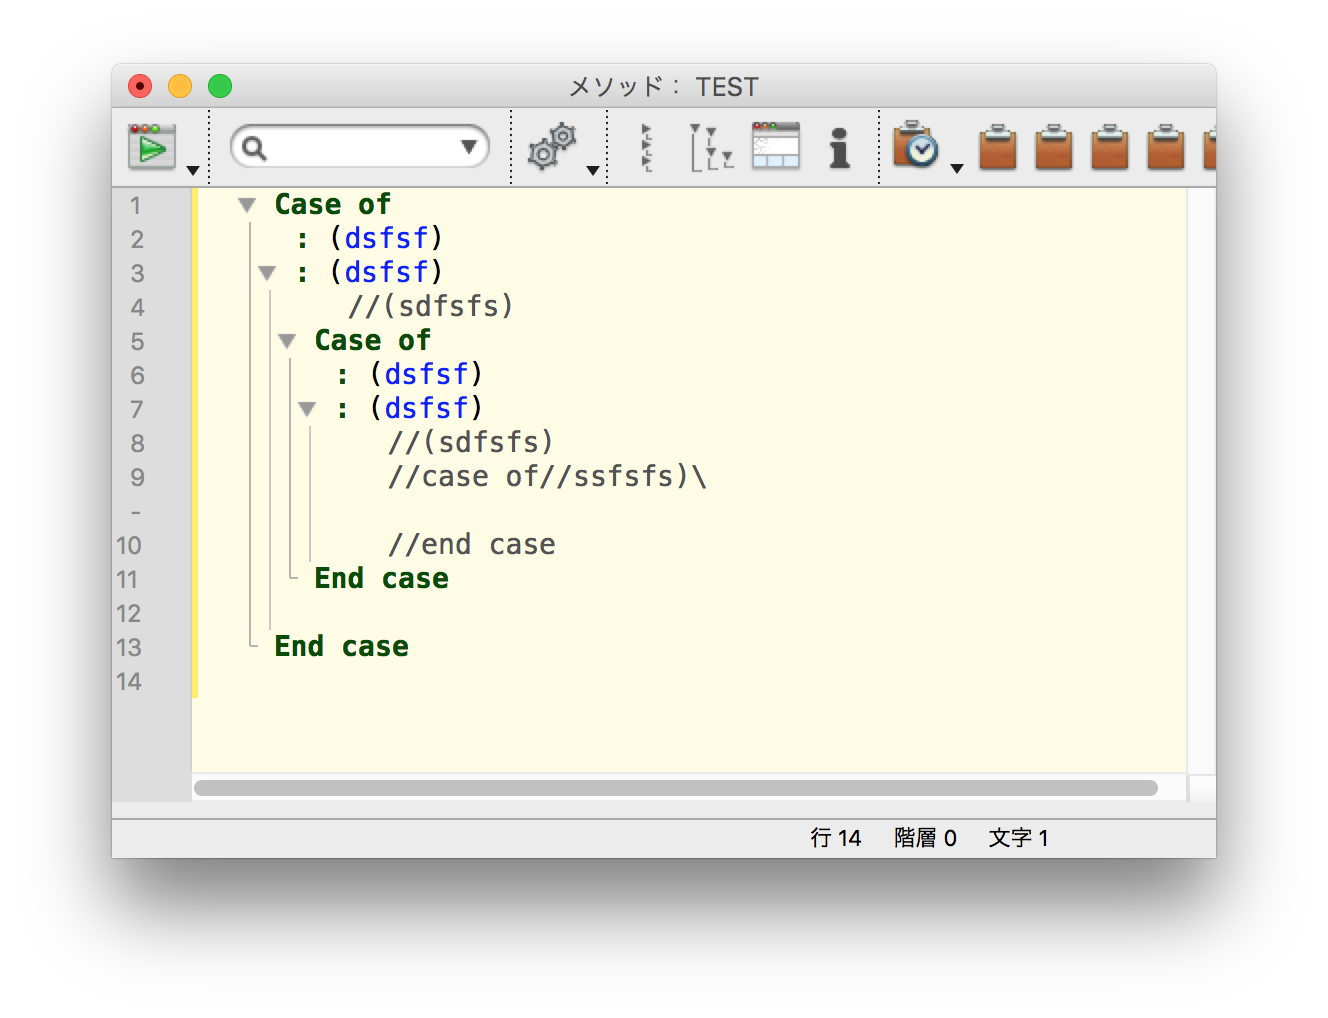 メソッド： TEST
1 Case of
2 : (dsfsf)
3 : (dsfsf)
4 //(sdfsfs)
5 Case of
6 : (dsfsf)
7 : (dsfsf)
8 //(sdfsfs)
9 //case of//ssfsfs)\
-
10 //end case
11 End case
12
13 End case
14
行 14 階層 0 文字 1